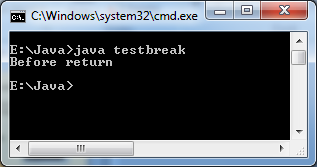 C:\Windows\system32\cmd.exe
E:\Java>java testbreak
Before return
E:\Java>